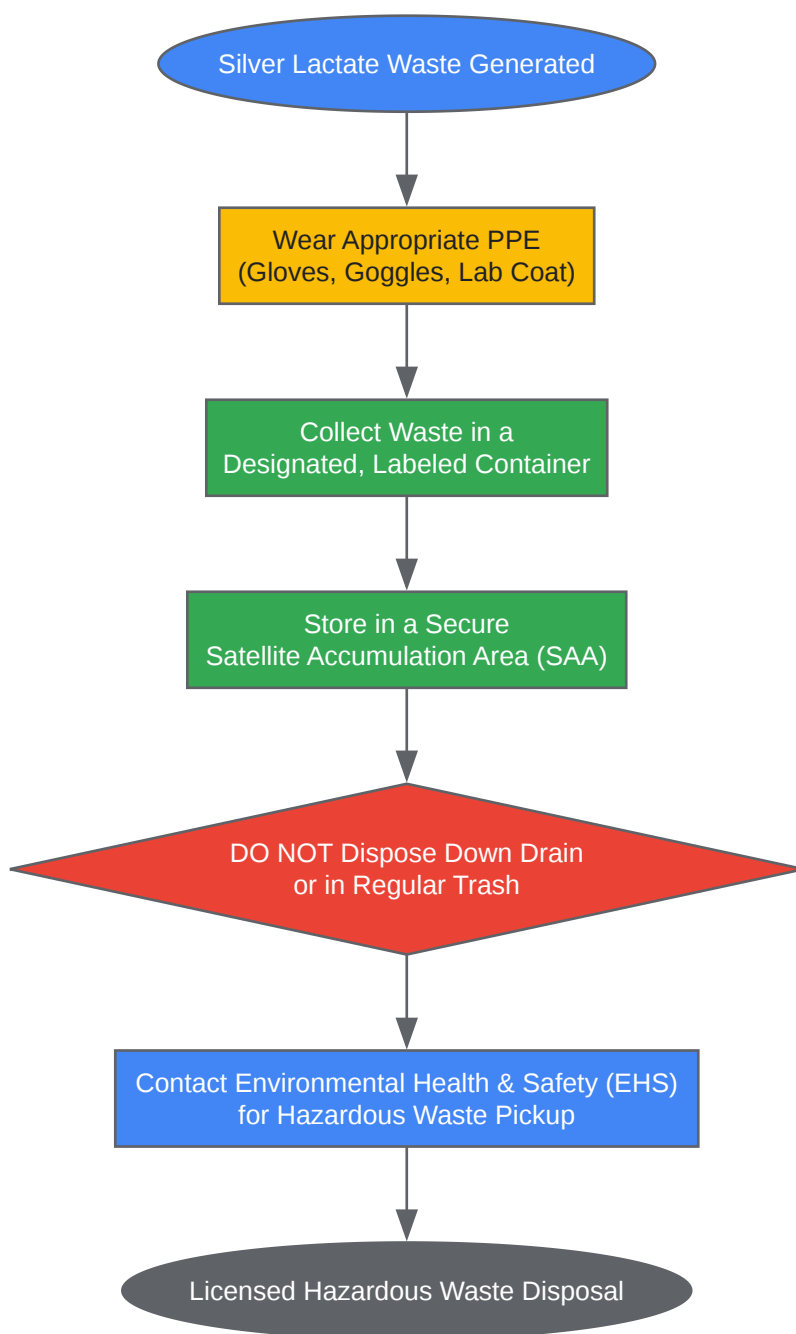 Silver Lactate Waste Generated
Wear Appropriate PPE
(Gloves, Goggles, Lab Coat)
Collect Waste in a
Designated, Labeled Container
Store in a Secure
Satellite Accumulation Area (SAA)
DO NOT Dispose Down Drain
or in Regular Trash
Contact Environmental Health & Safety (EHS)
for Hazardous Waste Pickup
Licensed Hazardous Waste Disposal